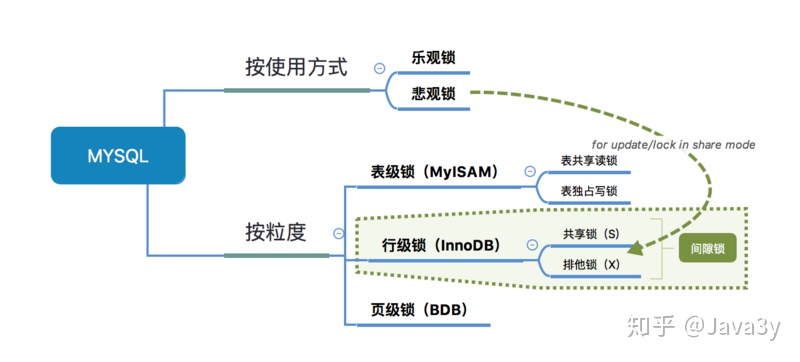 MYSQL
按使用方式
乐观锁
悲观锁
for update/lock in share mode
按粒度
表级锁（MyISAM）
表共享读锁
表独占写锁
行级锁（InnoDB）
共享锁（S）
排他锁（X）
间隙锁
页级锁（BDB）
知乎 @Java3y